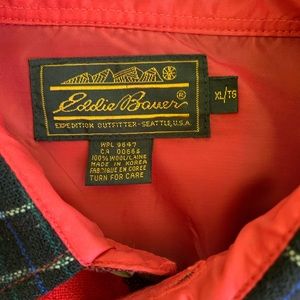 Eddie Bauer®
EXPEDITION OUTFITTER - SEATTLE, U.S.A.
XL/TG
WPL 9647
CA 00666
100% WOOL/LAINE
MADE IN KOREA
FABRIQUE EN COREE
TURN FOR CARE